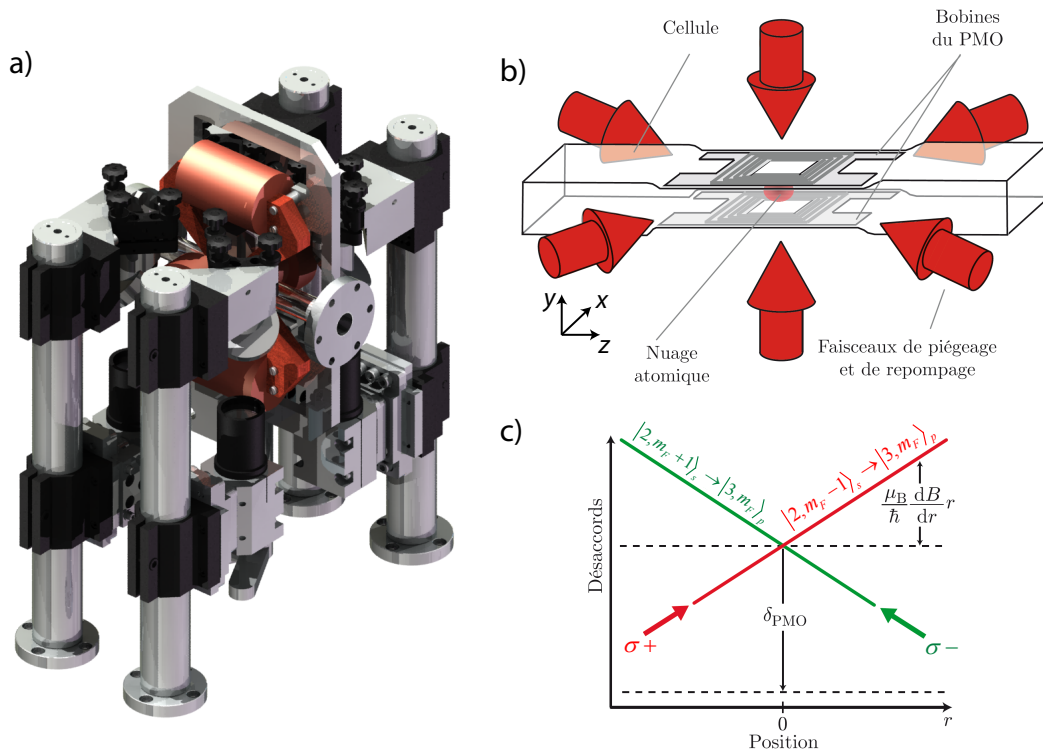 a)
b)
Cellule
Bobines
du PMO
y
x
z
Nuage
atomique
Faisceaux de piégeage
et de repompage
c)
Désaccords
|2, m_F +1⟩_s → |3, m_F⟩_p
|2, m_F −1⟩_s → |3, m_F⟩_p
μ_B/ħ dB/dr r
δ_PMO
σ+
σ−
0
r
Position